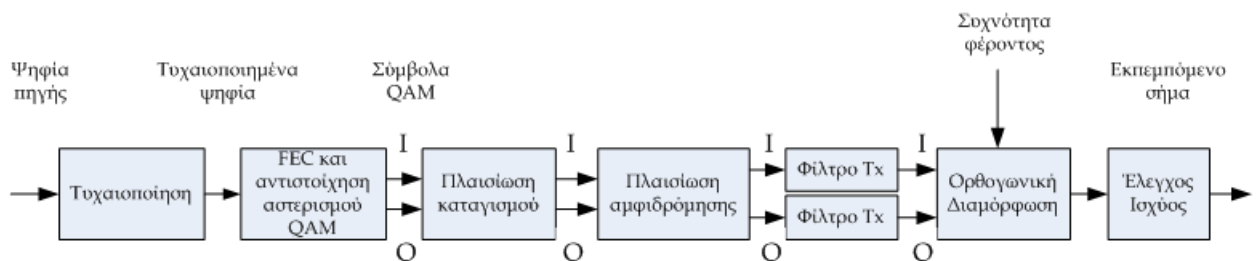 Ψηφία
πηγής
Τυχαιοποιημένα
ψηφία
Σύμβολα
QAM
Συχνότητα
φέροντος
Εκπεμπόμενο
σήμα
I
I
I
I
Τυχαιοποίηση
FEC και
αντιστοίχηση
αστερισμού
QAM
Πλαισίωση
καταγισμού
Πλαισίωση
αμφιδρόμησης
Φίλτρο Tx
Φίλτρο Tx
Ορθογωνική
Διαμόρφωση
Έλεγχος
Ισχύος
O
O
O
O